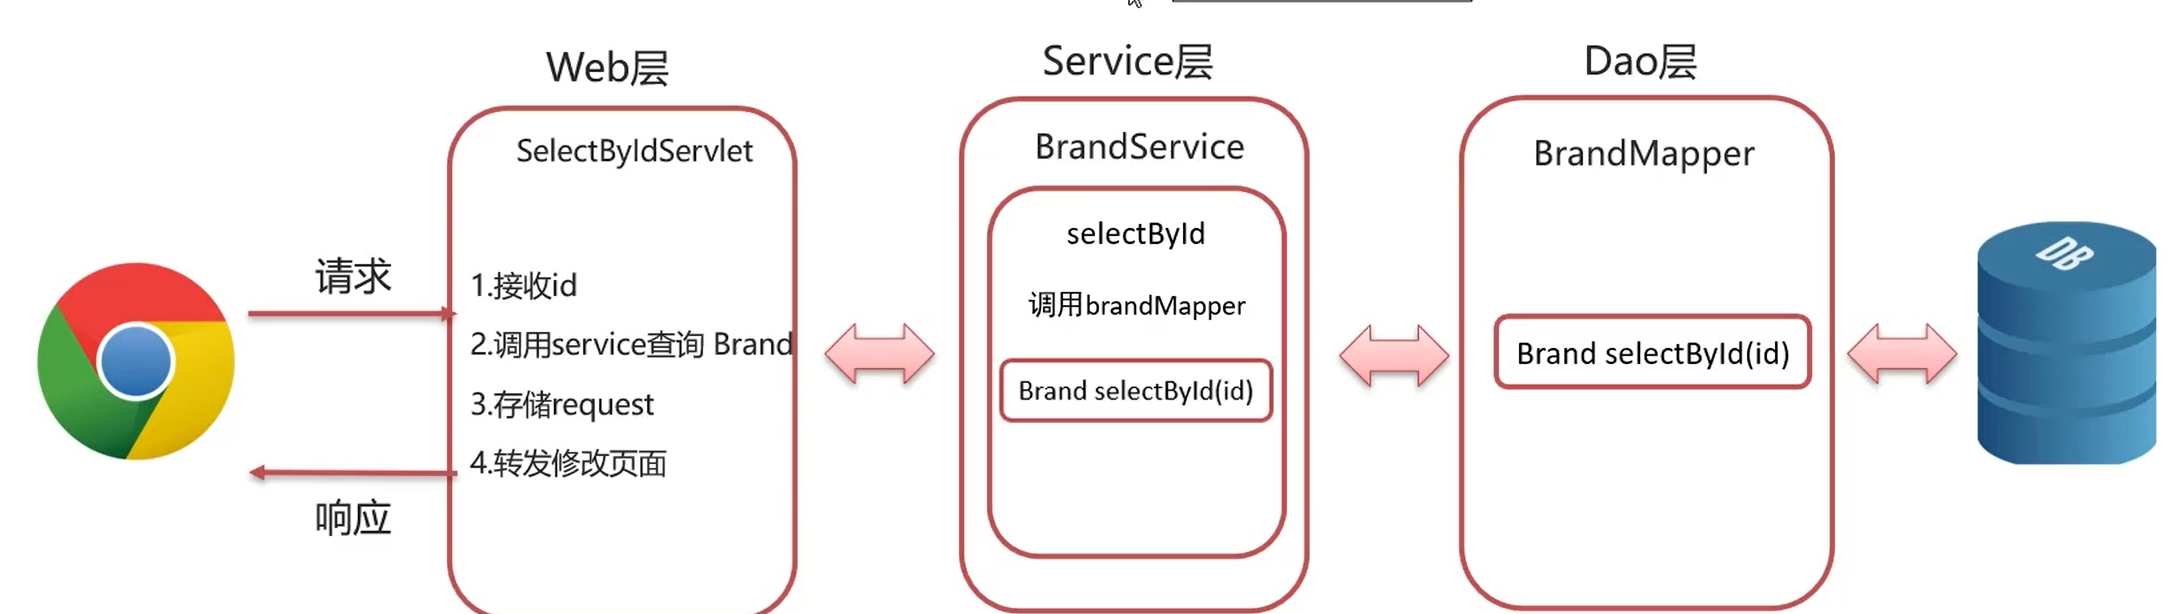 Web层
Service层
Dao层
请求
响应
SelectByIdServlet
1.接收id
2.调用service查询 Brand
3.存储request
4.转发修改页面
BrandService
selectById
调用brandMapper
Brand selectById(id)
BrandMapper
Brand selectById(id)
DB